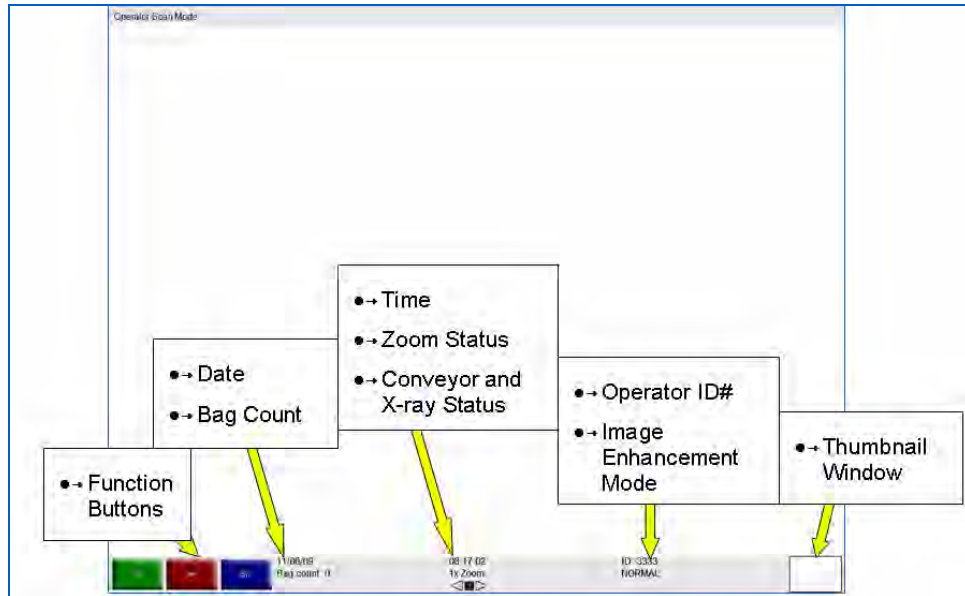 Operator Scan Mode
●→ Time
●→ Zoom Status
●→ Conveyor and
X-ray Status
●→ Date
●→ Bag Count
●→ Operator ID#
●→ Image
Enhancement
Mode
●→ Thumbnail
Window
●→ Function
Buttons
11/06/09
Bag count: 0
08:17:02
1x Zoom
ID: 3333
NORMAL